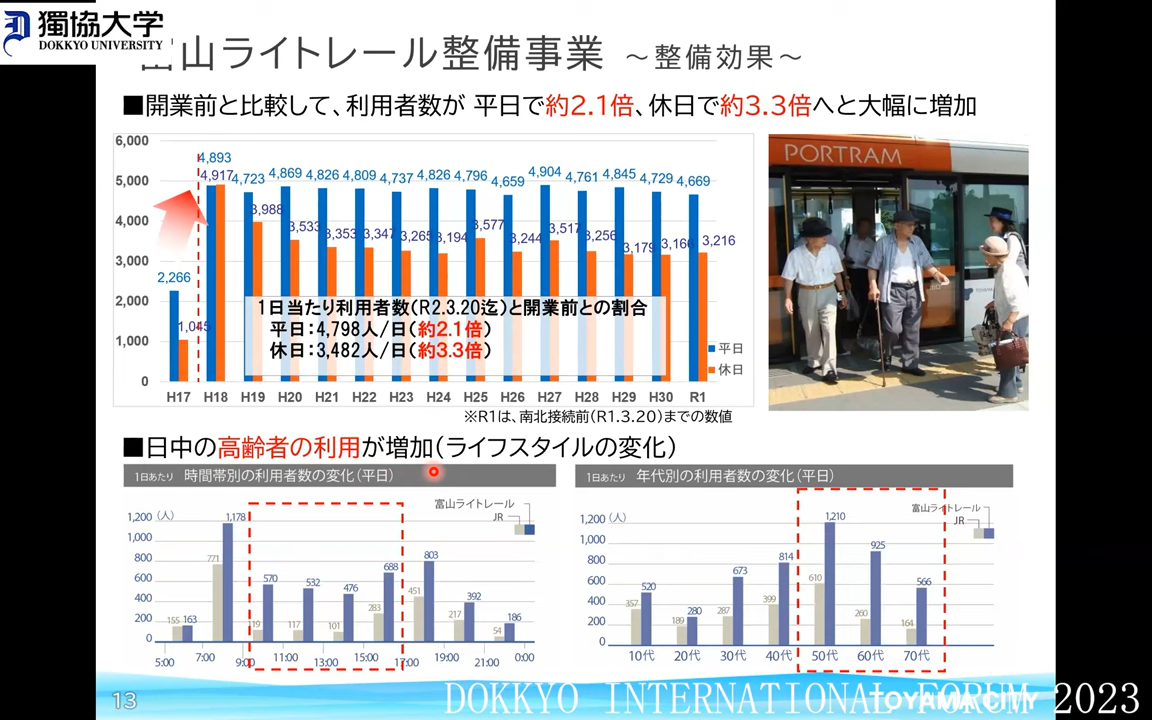 獨協大学
DOKKYO UNIVERSITY
富山ライトレール整備事業 ～整備効果～
■開業前と比較して、利用者数が 平日で約2.1倍、休日で約3.3倍へと大幅に増加
6,000
5,000
4,000
3,000
2,000
1,000
0
2,266
1,045
4,893
4,917
4,723
3,988
4,869
3,533
4,826
3,353
4,809
3,347
4,737
3,265
4,826
3,194
4,796
3,577
4,659
3,244
4,904
3,517
4,761
3,256
4,845
3,179
4,729
3,166
4,669
3,216
1日当たり利用者数(R2.3.20迄)と開業前との割合
平日：4,798人/日(約2.1倍)
休日：3,482人/日(約3.3倍)
平日
休日
H17 H18 H19 H20 H21 H22 H23 H24 H25 H26 H27 H28 H29 H30 R1
※R1は、南北接続前(R1.3.20)までの数値
PORTRAM
■日中の高齢者の利用が増加(ライフスタイルの変化)
1日あたり 時間帯別の利用者数の変化(平日)
富山ライトレール
JR
1,200 (人)
1,000
800
600
400
200
0
155 163
771 1,178
19 570
117 532
101 476
283 688
451 803
217 392
54 186
5:00 7:00 9:00 11:00 13:00 15:00 17:00 19:00 21:00 0:00
1日あたり 年代別の利用者数の変化(平日)
富山ライトレール
JR
1,200 (人)
1,000
800
600
400
200
0
357 520
189 280
287 673
399 814
610 1,210
260 925
164 566
10代 20代 30代 40代 50代 60代 70代
13
TOYAMA CITY
DOKKYO INTERNATIONAL FORUM 2023